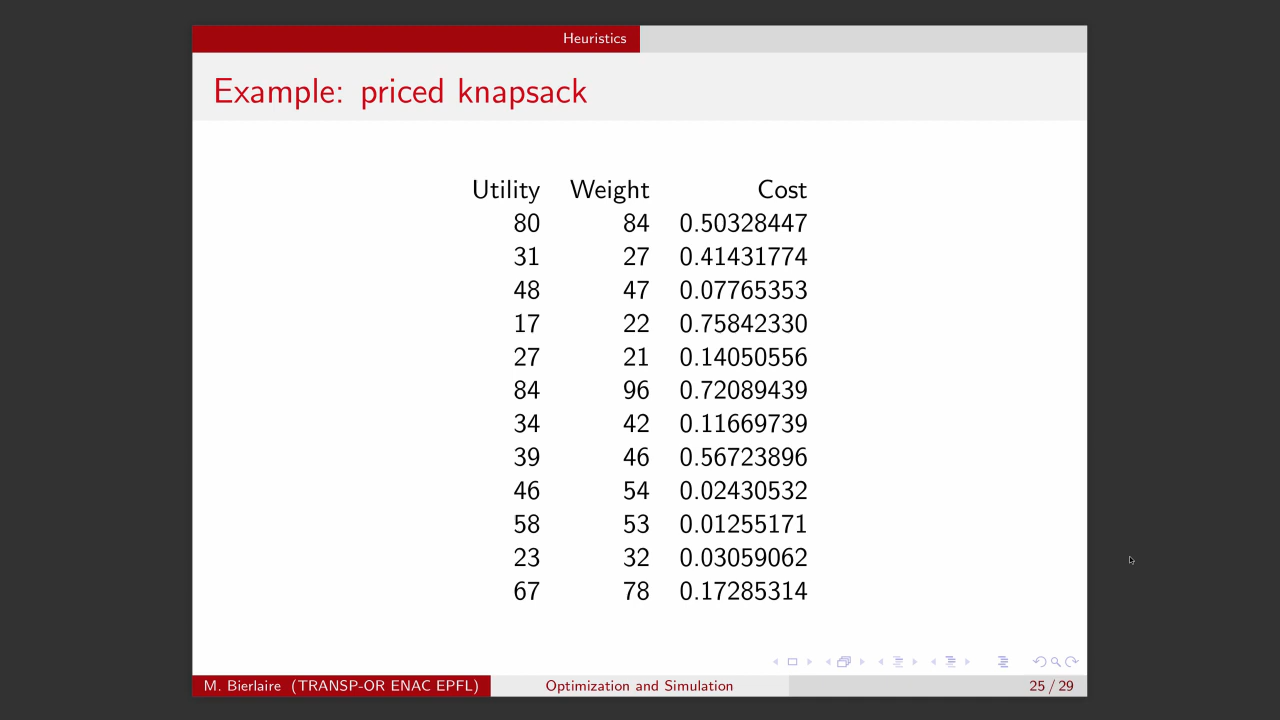 Heuristics
Example: priced knapsack
Utility Weight Cost
80 84 0.50328447
31 27 0.41431774
48 47 0.07765353
17 22 0.75842330
27 21 0.14050556
84 96 0.72089439
34 42 0.11669739
39 46 0.56723896
46 54 0.02430532
58 53 0.01255171
23 32 0.03059062
67 78 0.17285314
M. Bierlaire (TRANSP-OR ENAC EPFL) Optimization and Simulation 25 / 29